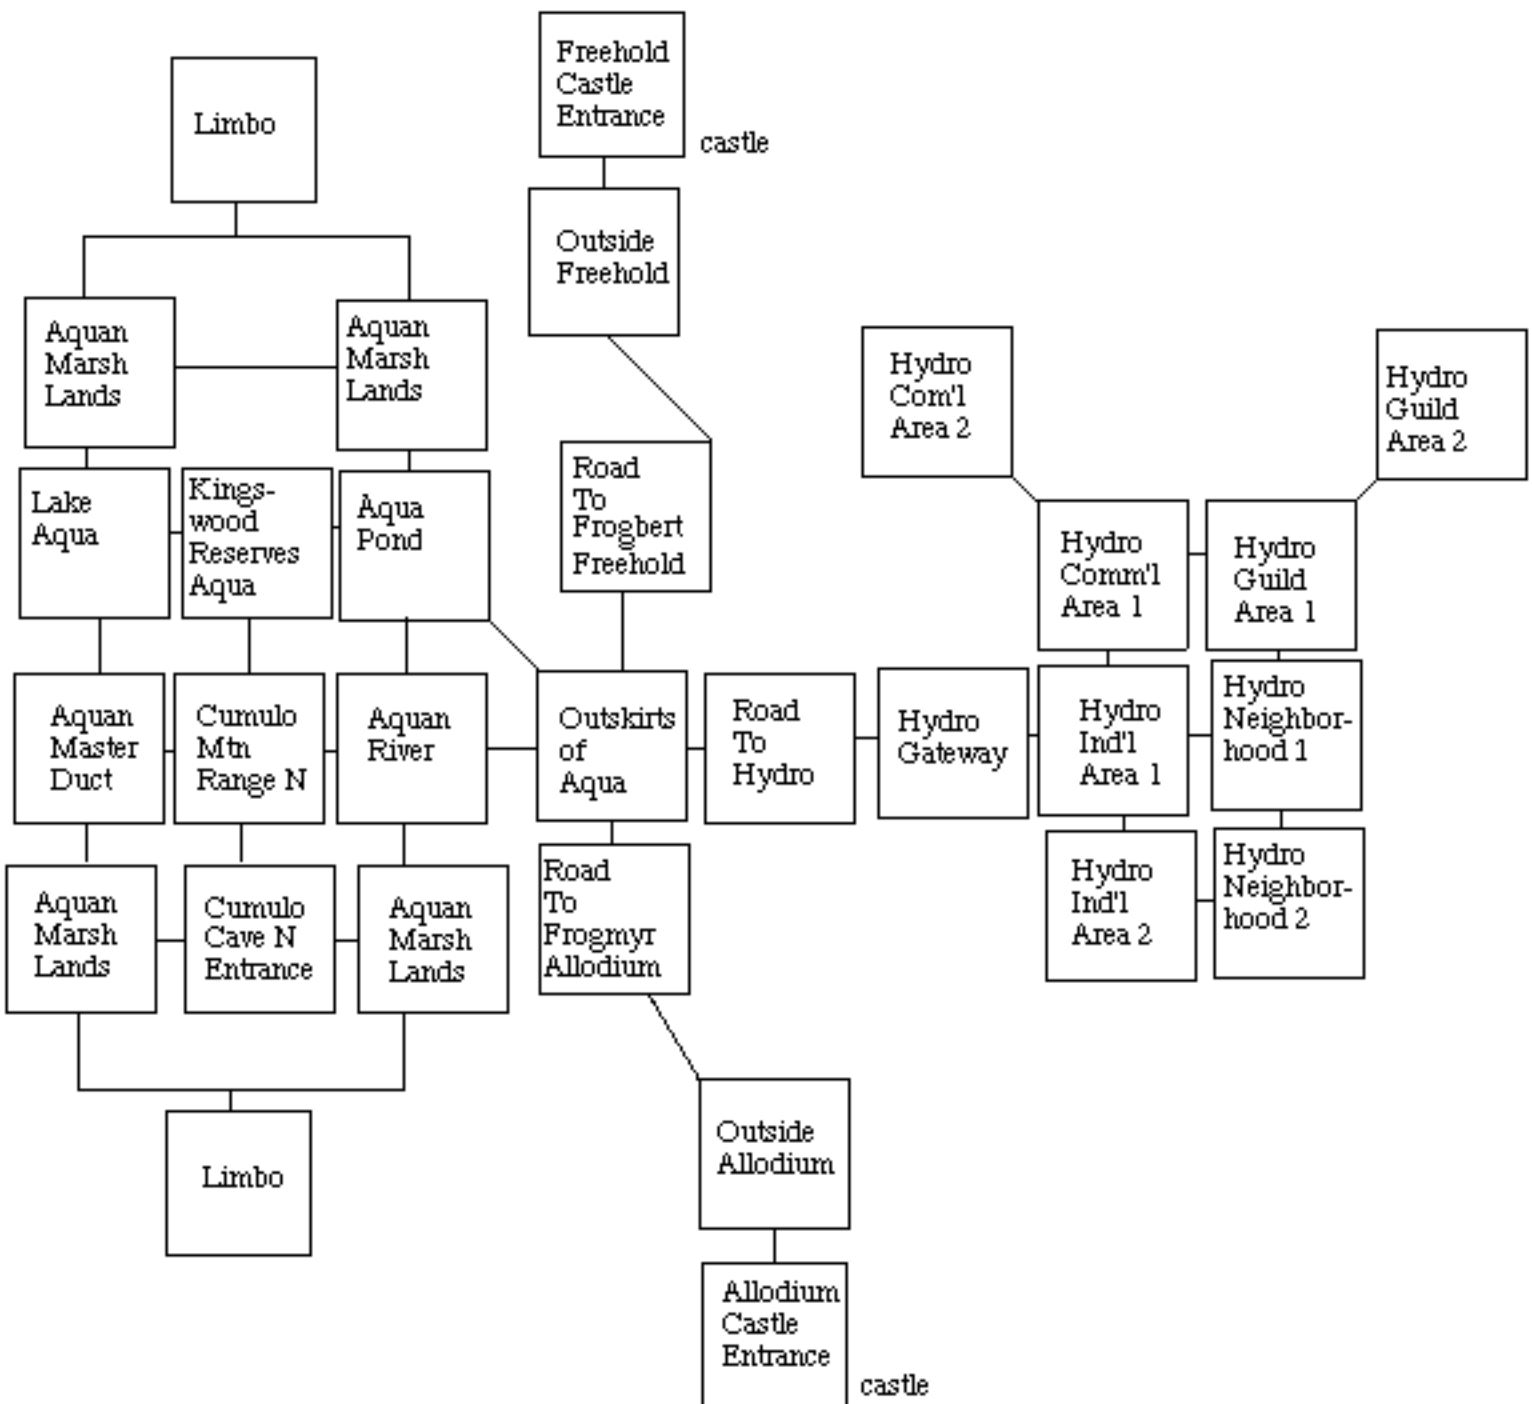 Freehold
Castle
Entrance
castle
Limbo
Outside
Freehold
Aquan
Marsh
Lands
Aquan
Marsh
Lands
Hydro
Com'l
Area 2
Hydro
Guild
Area 2
Lake
Aqua
Kings-
wood
Reserves
Aqua
Aqua
Pond
Road
To
Frogbert
Freehold
Hydro
Comm'l
Area 1
Hydro
Guild
Area 1
Aquan
Master
Duct
Cumulo
Mtn
Range N
Aquan
River
Outskirts
of
Aqua
Road
To
Hydro
Hydro
Gateway
Hydro
Ind'l
Area 1
Hydro
Neighbor-
hood 1
Aquan
Marsh
Lands
Cumulo
Cave N
Entrance
Aquan
Marsh
Lands
Road
To
Frogmyr
Allodium
Hydro
Ind'l
Area 2
Hydro
Neighbor-
hood 2
Limbo
Outside
Allodium
Allodium
Castle
Entrance
castle